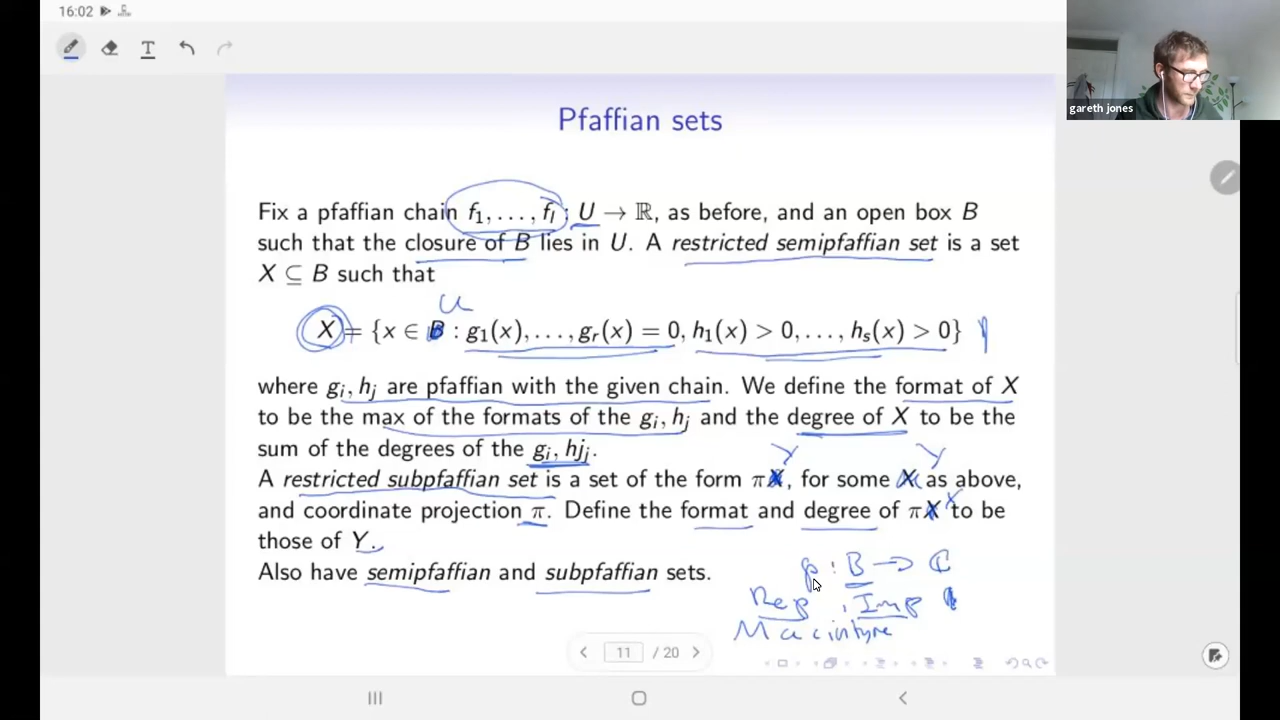 16:02
gareth jones
Pfaffian sets
Fix a pfaffian chain f₁, . . . , fₗ : U → ℝ, as before, and an open box B
such that the closure of B lies in U. A restricted semipfaffian set is a set
X ⊆ B such that
U
X = {x ∈ B : g₁(x), . . . , gᵣ(x) = 0, h₁(x) > 0, . . . , hₛ(x) > 0}
where gᵢ, hⱼ are pfaffian with the given chain. We define the format of X
to be the max of the formats of the gᵢ, hⱼ and the degree of X to be the
sum of the degrees of the gᵢ, hjⱼ.
Y Y
A restricted subpfaffian set is a set of the form πX, for some X as above,
X
and coordinate projection π. Define the format and degree of πX to be
those of Y.
Also have semipfaffian and subpfaffian sets.
℘ : B → ℂ
Re℘ , Im℘
Macintyre
11 / 20